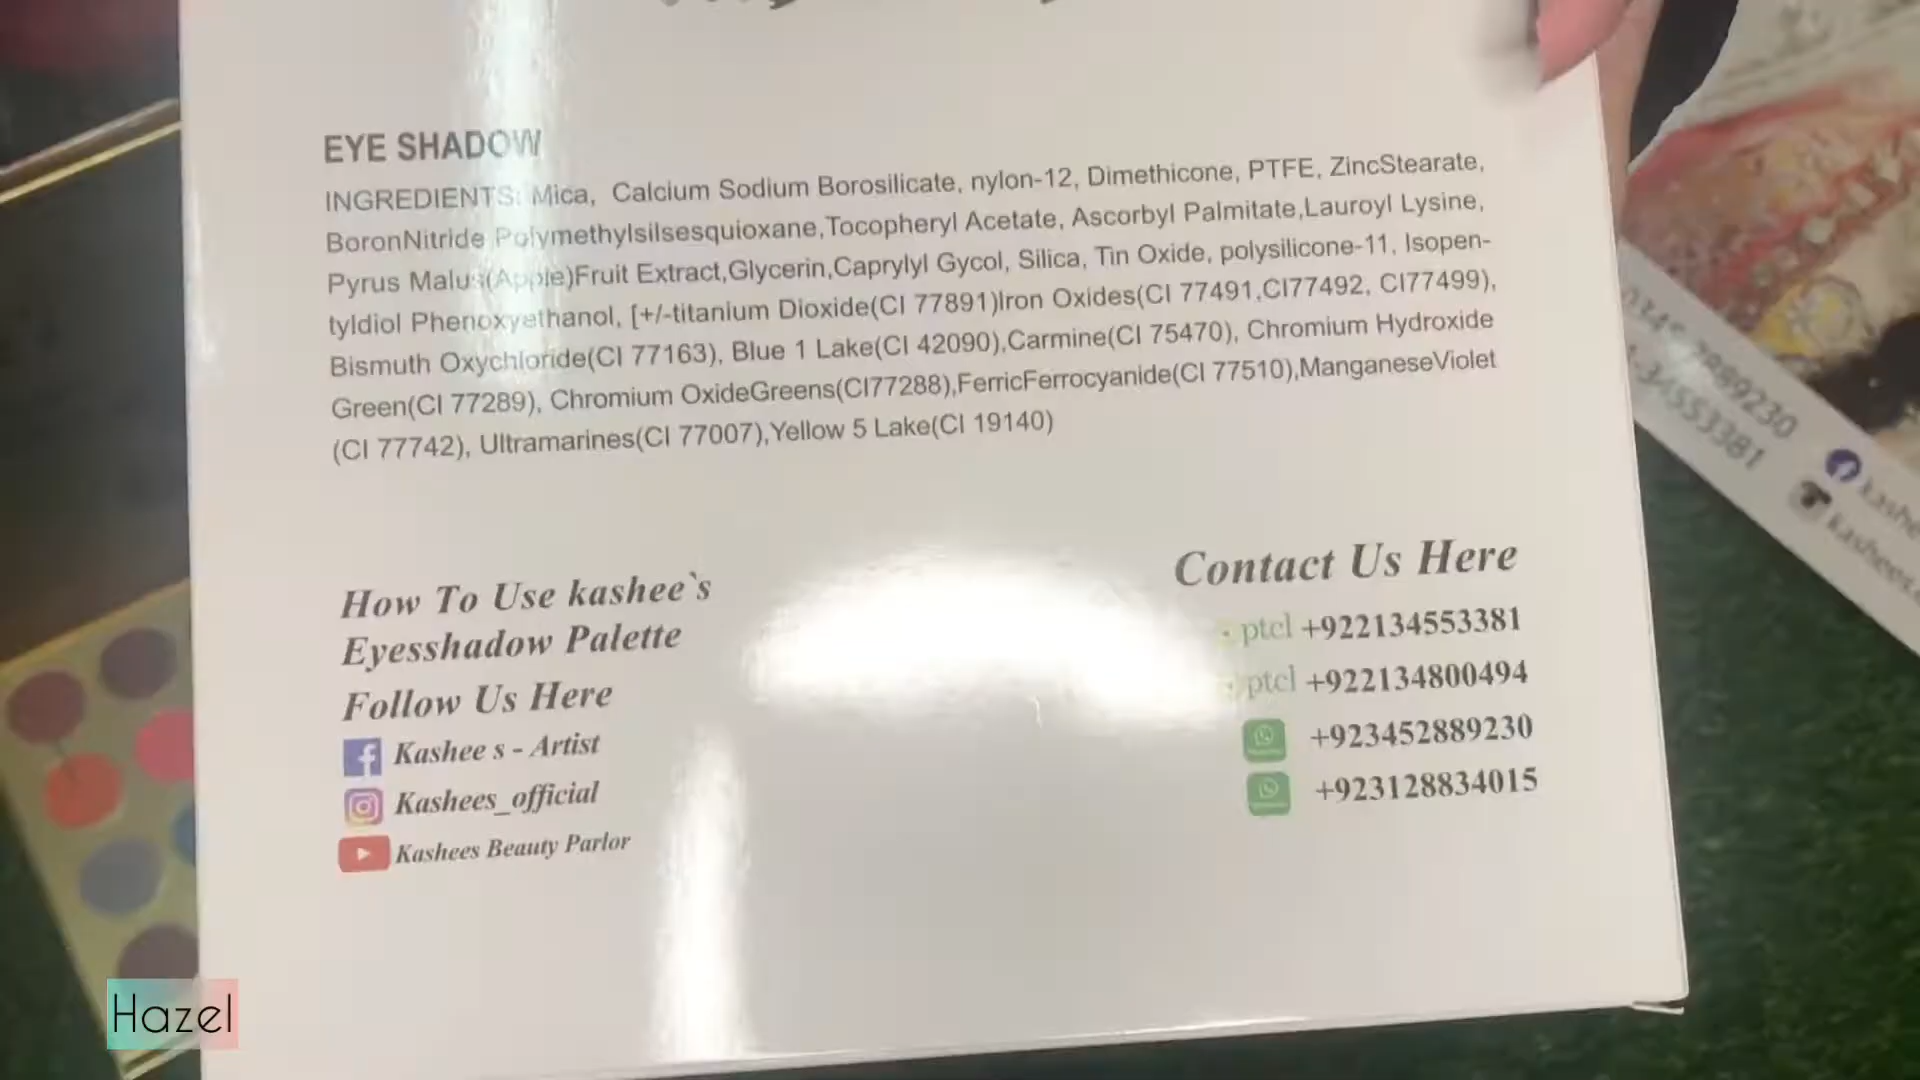 EYE SHADOW
INGREDIENTS: Mica, Calcium Sodium Borosilicate, nylon-12, Dimethicone, PTFE, ZincStearate,
BoronNitride Polymethylsilsesquioxane,Tocopheryl Acetate, Ascorbyl Palmitate,Lauroyl Lysine,
Pyrus Malus(Apple)Fruit Extract,Glycerin,Caprylyl Gycol, Silica, Tin Oxide, polysilicone-11, Isopen-
tyldiol Phenoxyethanol, [+/-titanium Dioxide(CI 77891)Iron Oxides(CI 77491,CI77492, CI77499),
Bismuth Oxychloride(CI 77163), Blue 1 Lake(CI 42090),Carmine(CI 75470), Chromium Hydroxide
Green(CI 77289), Chromium OxideGreens(CI77288),FerricFerrocyanide(CI 77510),ManganeseViolet
(CI 77742), Ultramarines(CI 77007),Yellow 5 Lake(CI 19140)
How To Use kashee`s
Eyesshadow Palette
Follow Us Here
Kashee s - Artist
Kashees_official
Kashees Beauty Parlor
Contact Us Here
ptcl +922134553381
ptcl +922134800494
+923452889230
+923128834015
Hazel